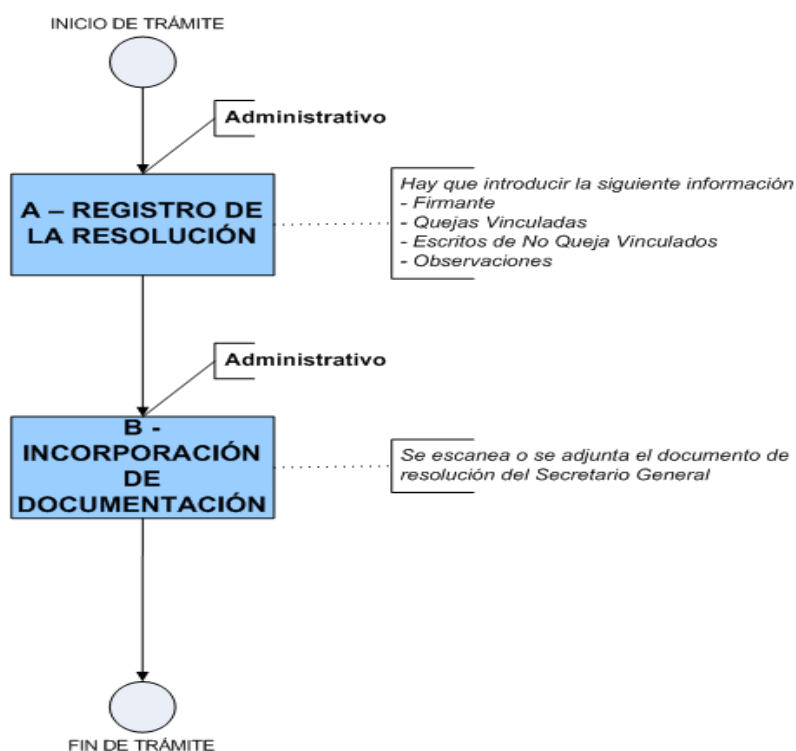 INICIO DE TRÁMITE
Administrativo
A – REGISTRO DE
LA RESOLUCIÓN
Hay que introducir la siguiente información
- Firmante
- Quejas Vinculadas
- Escritos de No Queja Vinculados
- Observaciones
Administrativo
B -
INCORPORACIÓN
DE
DOCUMENTACIÓN
Se escanea o se adjunta el documento de
resolución del Secretario General
FIN DE TRÁMITE